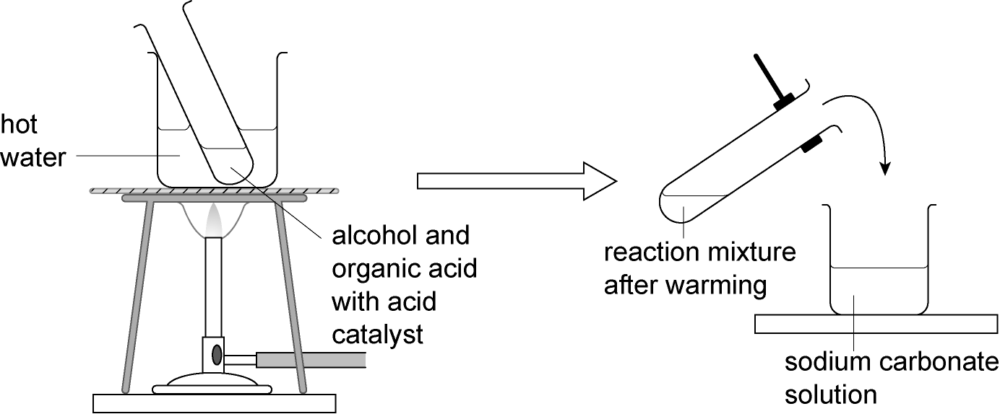 hot
water
alcohol and
organic acid
with acid
catalyst
reaction mixture
after warming
sodium carbonate
solution